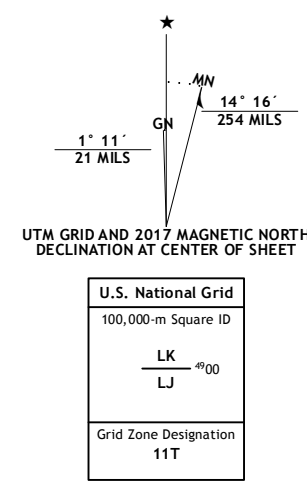 ★
MN
GN
14° 16´
254 MILS
1° 11´
21 MILS
UTM GRID AND 2017 MAGNETIC NORTH
DECLINATION AT CENTER OF SHEET
U.S. National Grid
100,000-m Square ID
LK
⁴⁹00
LJ
Grid Zone Designation
11T